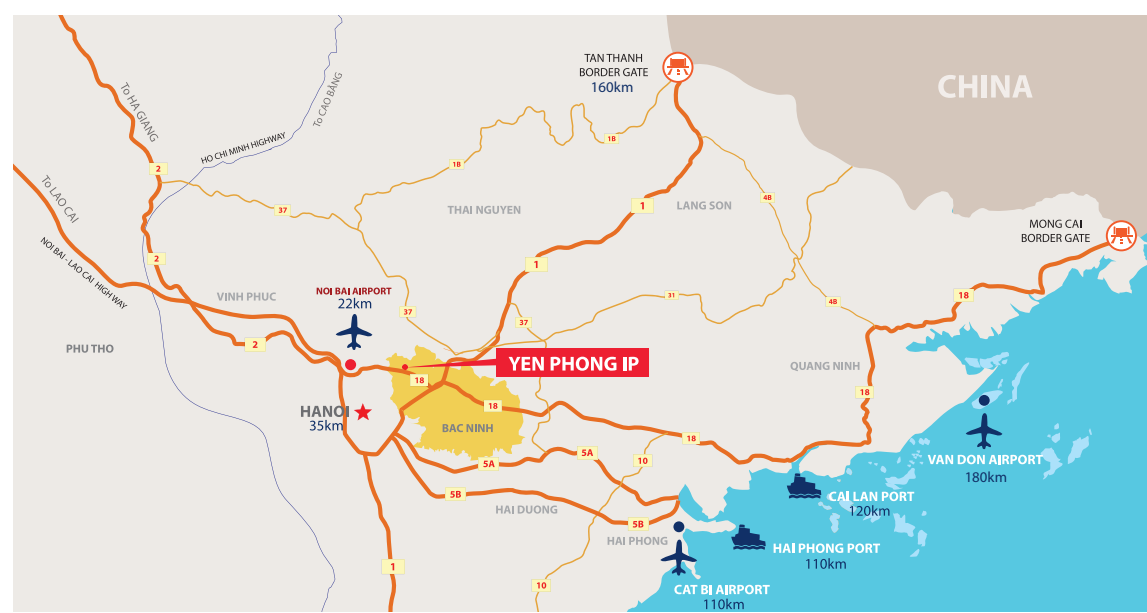 TAN THANH
BORDER GATE
160km
CHINA
To HA GIANG
To CAO BẰNG
HO CHI MINH HIGHWAY
1B
2
1B
To LAO CAI
37
THAI NGUYEN
1
LANG SON
4B
MONG CAI
BORDER GATE
NOI BAI - LAO CAI HIGHWAY
2
1
VINH PHUC
NOI BAI AIRPORT
22km
37
31
37
4B
18
PHU THO
2
YEN PHONG IP
18
QUANG NINH
18
HANOI
35km
18
BAC NINH
18
VAN DON AIRPORT
180km
5A
5A
10
5B
HAI DUONG
5B
CAI LAN PORT
120km
HAI PHONG
HAI PHONG PORT
110km
1
10
CAT BI AIRPORT
110km